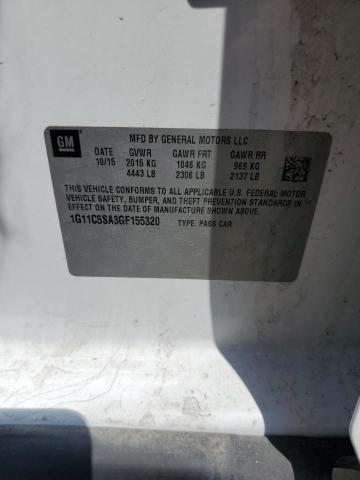 GM
MFD BY GENERAL MOTORS LLC
DATE GVWR GAWR FRT GAWR RR
10/15 2015 KG 1046 KG 969 KG
4443 LB 2306 LB 2137 LB
THIS VEHICLE CONFORMS TO ALL APPLICABLE U.S. FEDERAL MOTOR
VEHICLE SAFETY, BUMPER, AND THEFT PREVENTION STANDARDS IN
EFFECT ON THE DATE OF MANUFACTURE SHOWN ABOVE.
1G11C5SA3GF155320 TYPE: PASS CAR